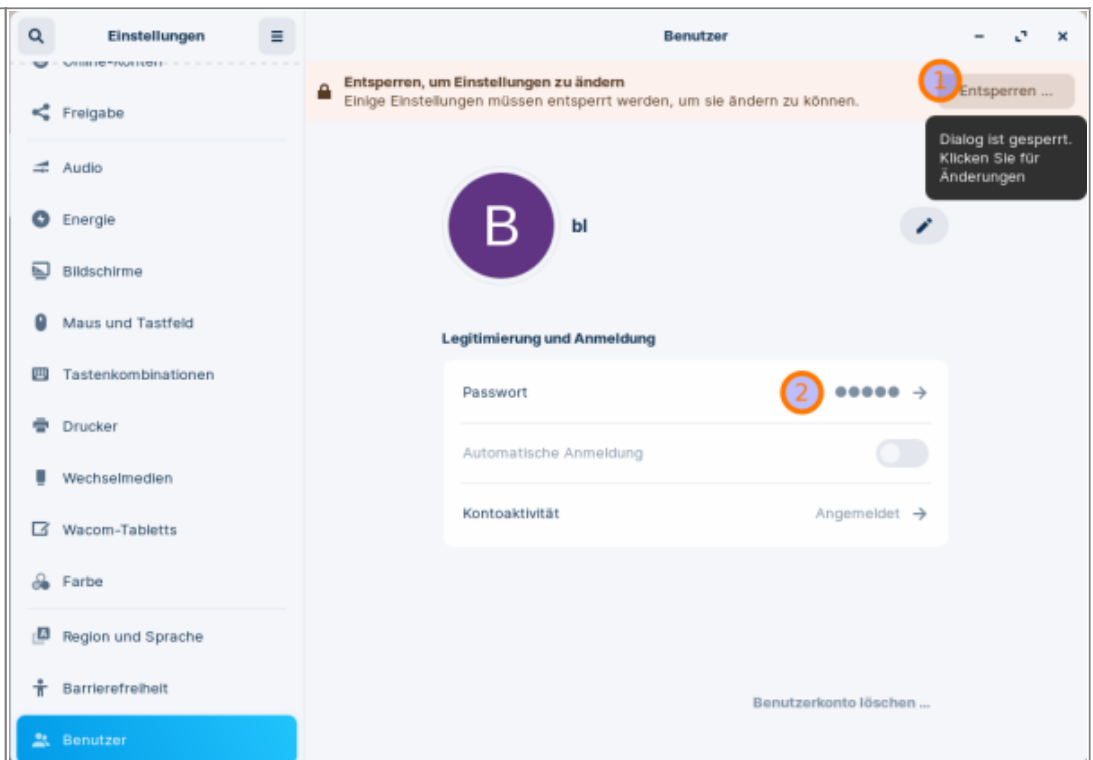 Einstellungen
Benutzer
Online-Konten
Freigabe
Audio
Energie
Bildschirme
Maus und Tastfeld
Tastenkombinationen
Drucker
Wechselmedien
Wacom-Tabletts
Farbe
Region und Sprache
Barrierefreiheit
Benutzer
Entsperren, um Einstellungen zu ändern
Einige Einstellungen müssen entsperrt werden, um sie ändern zu können.
1
Entsperren ...
Dialog ist gesperrt.
Klicken Sie für
Änderungen
B
bl
Legitimierung und Anmeldung
Passwort
2
Automatische Anmeldung
Kontoaktivität
Angemeldet
Benutzerkonto löschen ...